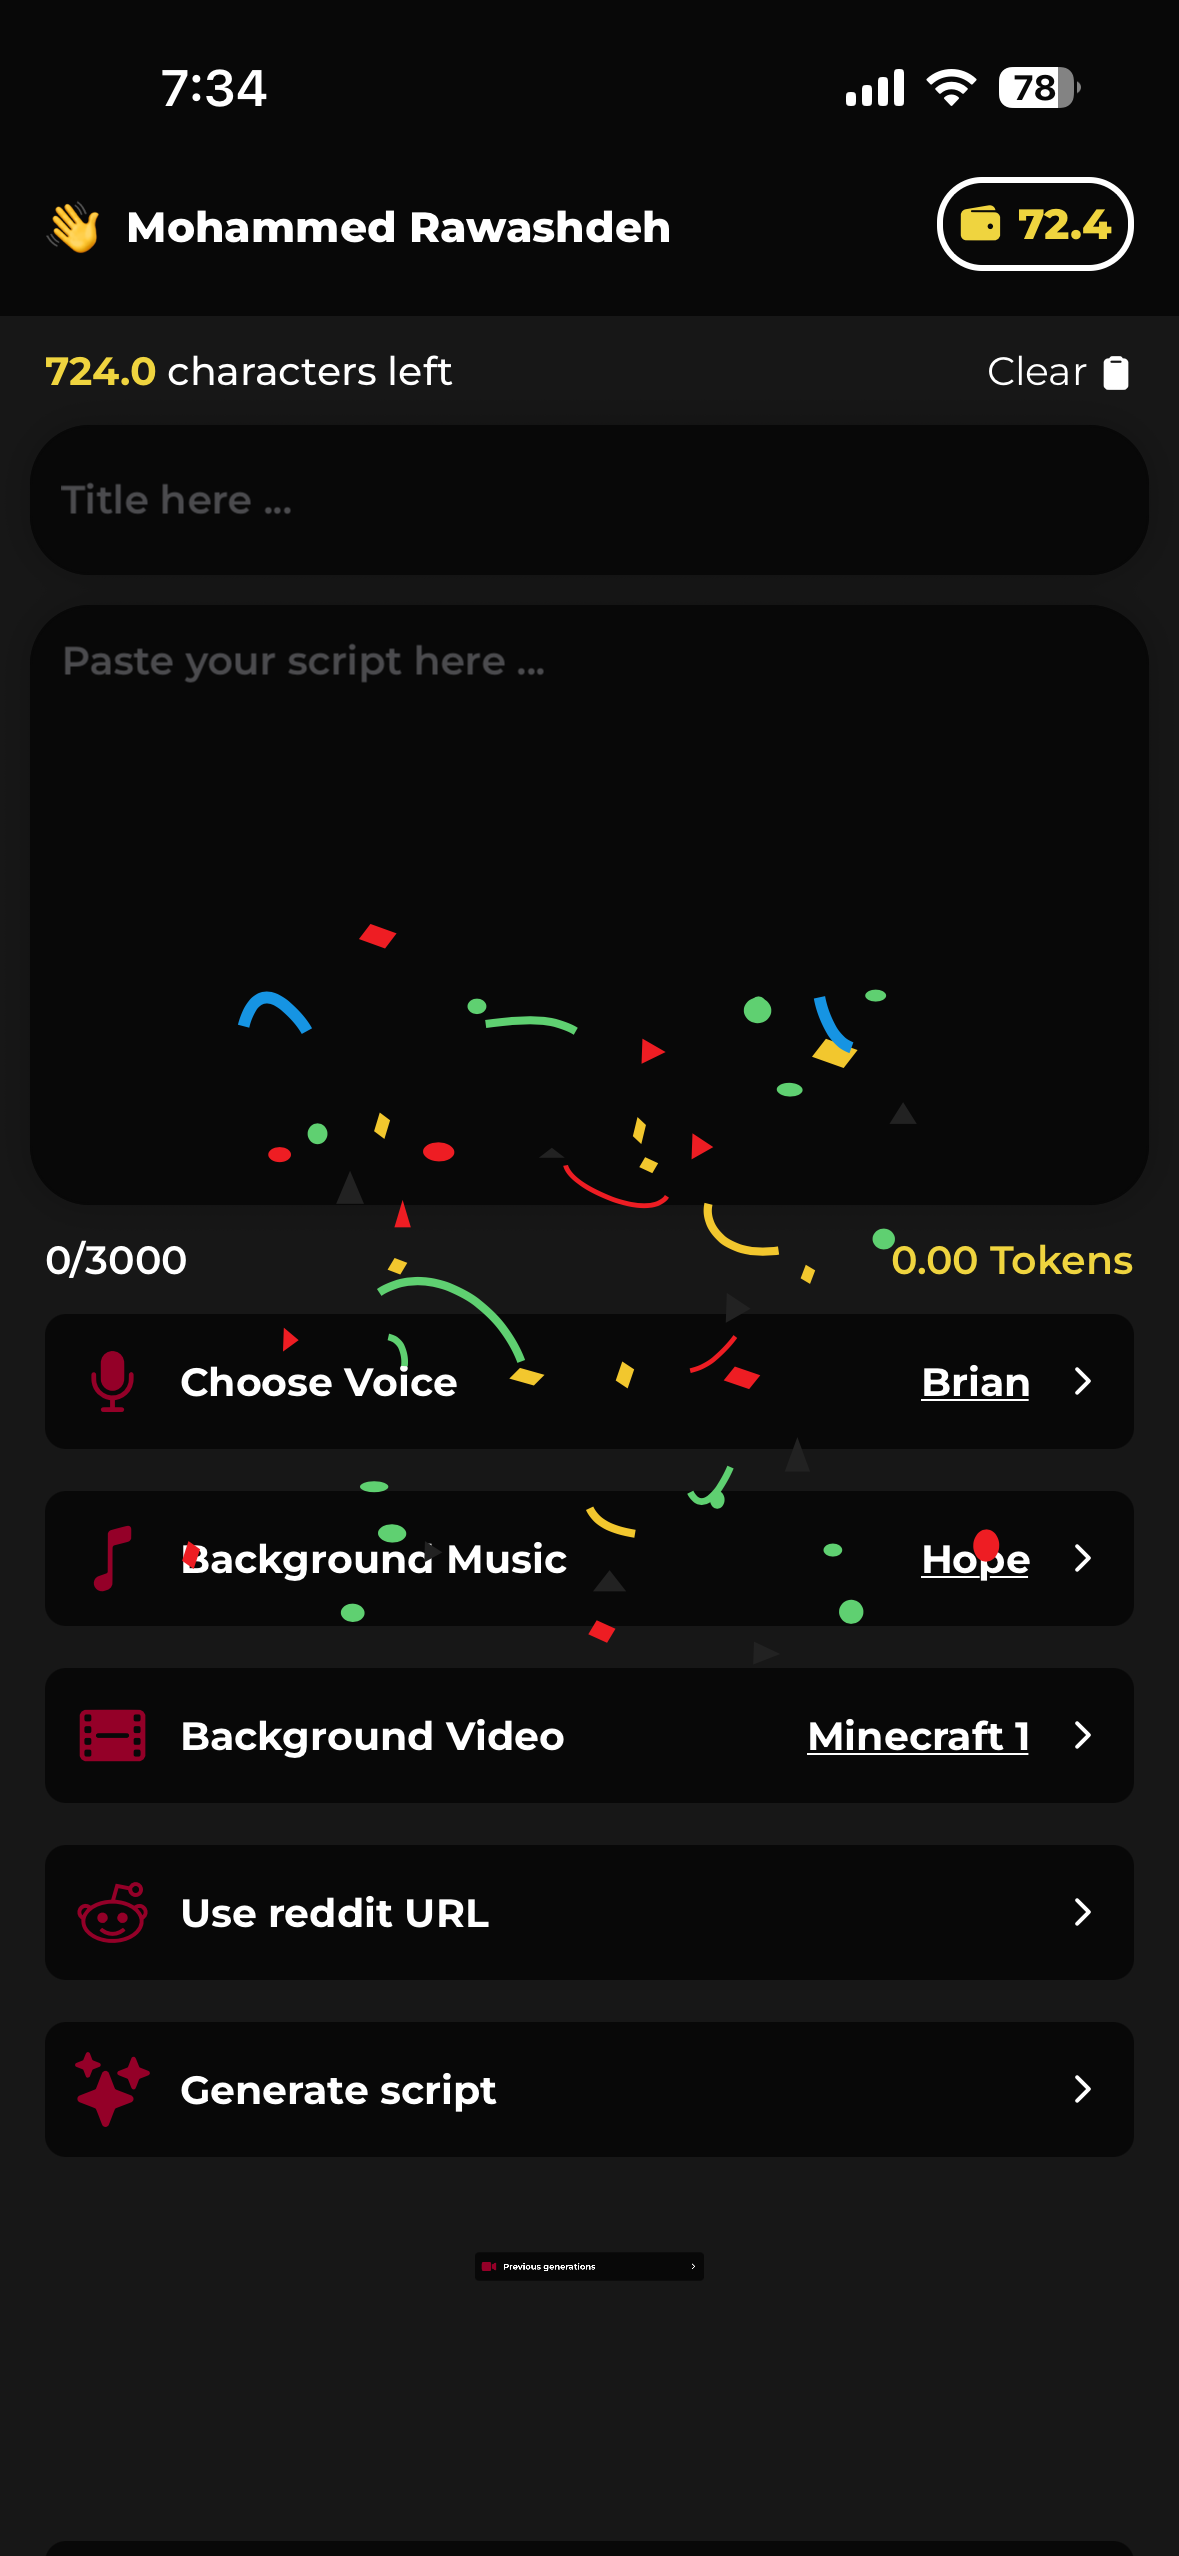 7:34
78
👋 Mohammed Rawashdeh
72.4
724.0 characters left
Clear
Title here ...
Paste your script here ...
0/3000
0.00 Tokens
Choose Voice
Brian
Background Music
Hope
Background Video
Minecraft 1
Use reddit URL
Generate script
Previous generations